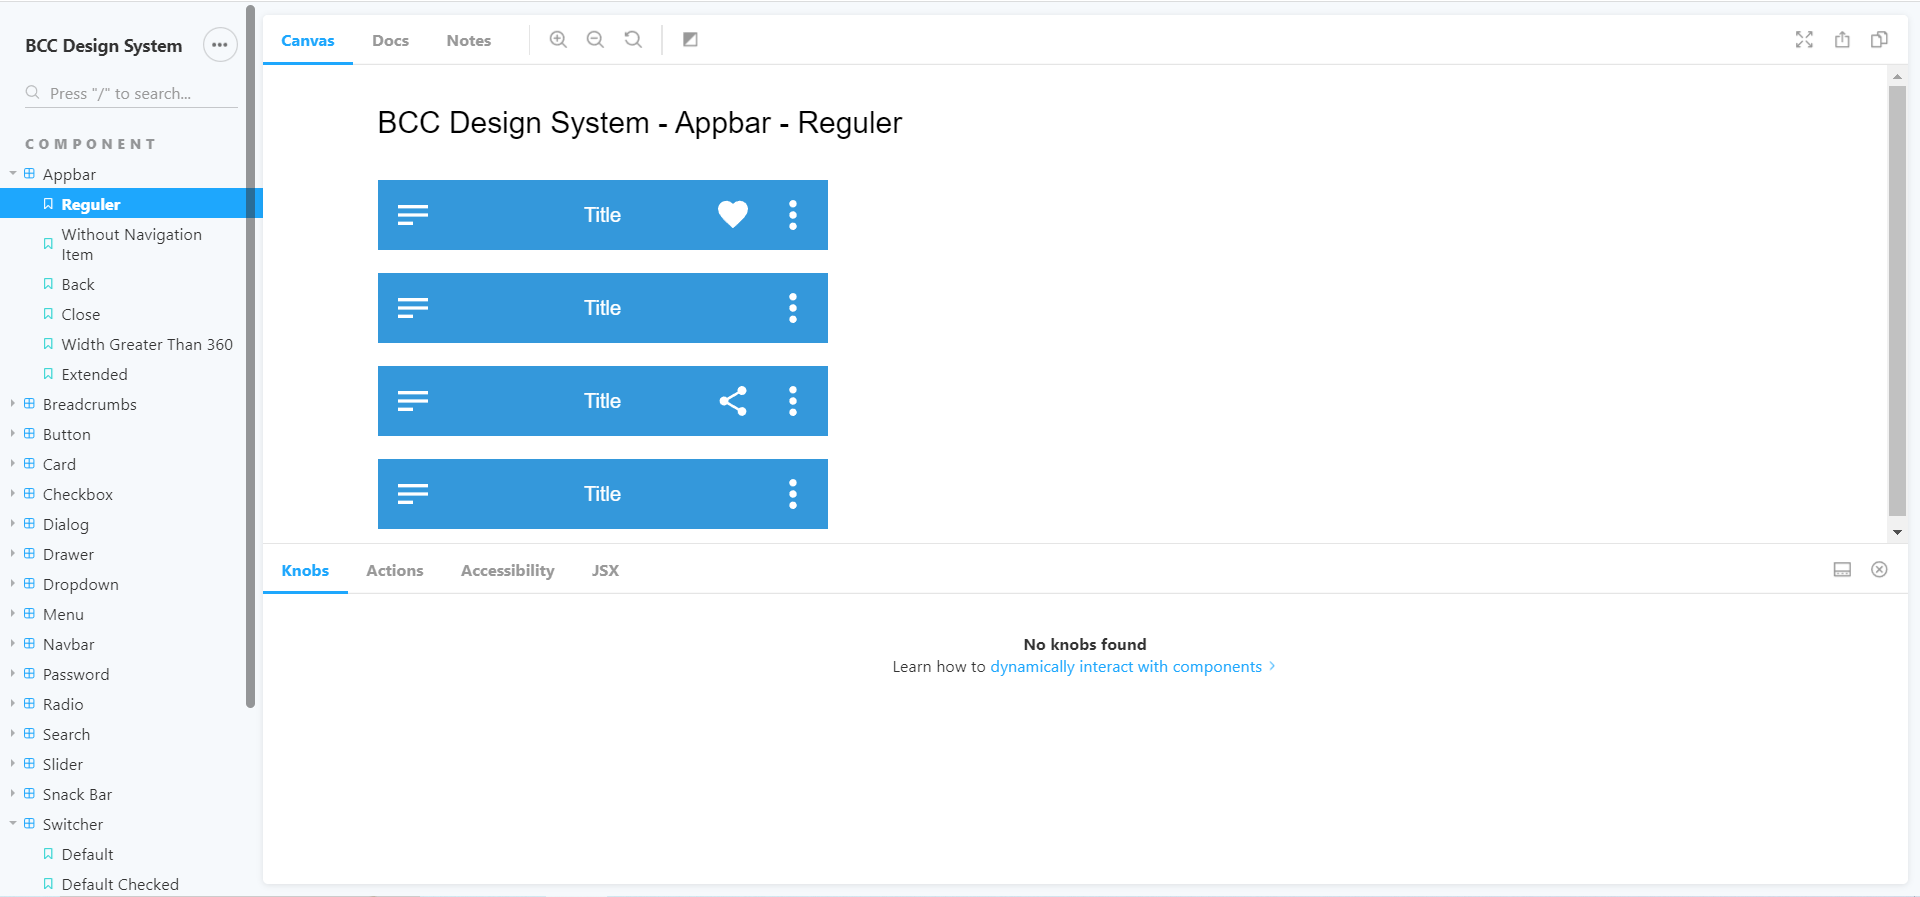 BCC Design System
Press "/" to search...
COMPONENT
Appbar
Reguler
Without Navigation
Item
Back
Close
Width Greater Than 360
Extended
Breadcrumbs
Button
Card
Checkbox
Dialog
Drawer
Dropdown
Menu
Navbar
Password
Radio
Search
Slider
Snack Bar
Switcher
Default
Default Checked
Canvas Docs Notes
BCC Design System - Appbar - Reguler
Title
Title
Title
Title
Knobs Actions Accessibility JSX
No knobs found
Learn how to dynamically interact with components